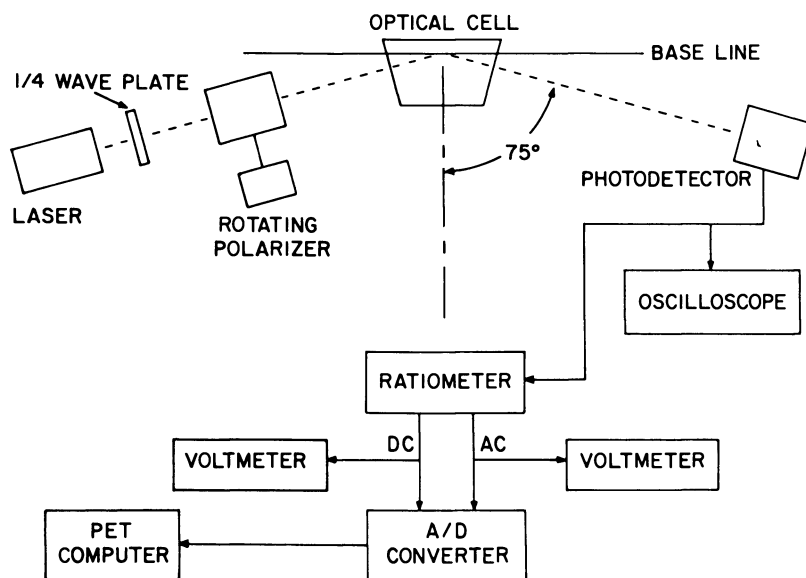 OPTICAL CELL
BASE LINE
1/4 WAVE PLATE
75°
PHOTODETECTOR
LASER
ROTATING
POLARIZER
OSCILLOSCOPE
RATIOMETER
DC
AC
VOLTMETER
VOLTMETER
PET
COMPUTER
A/D
CONVERTER